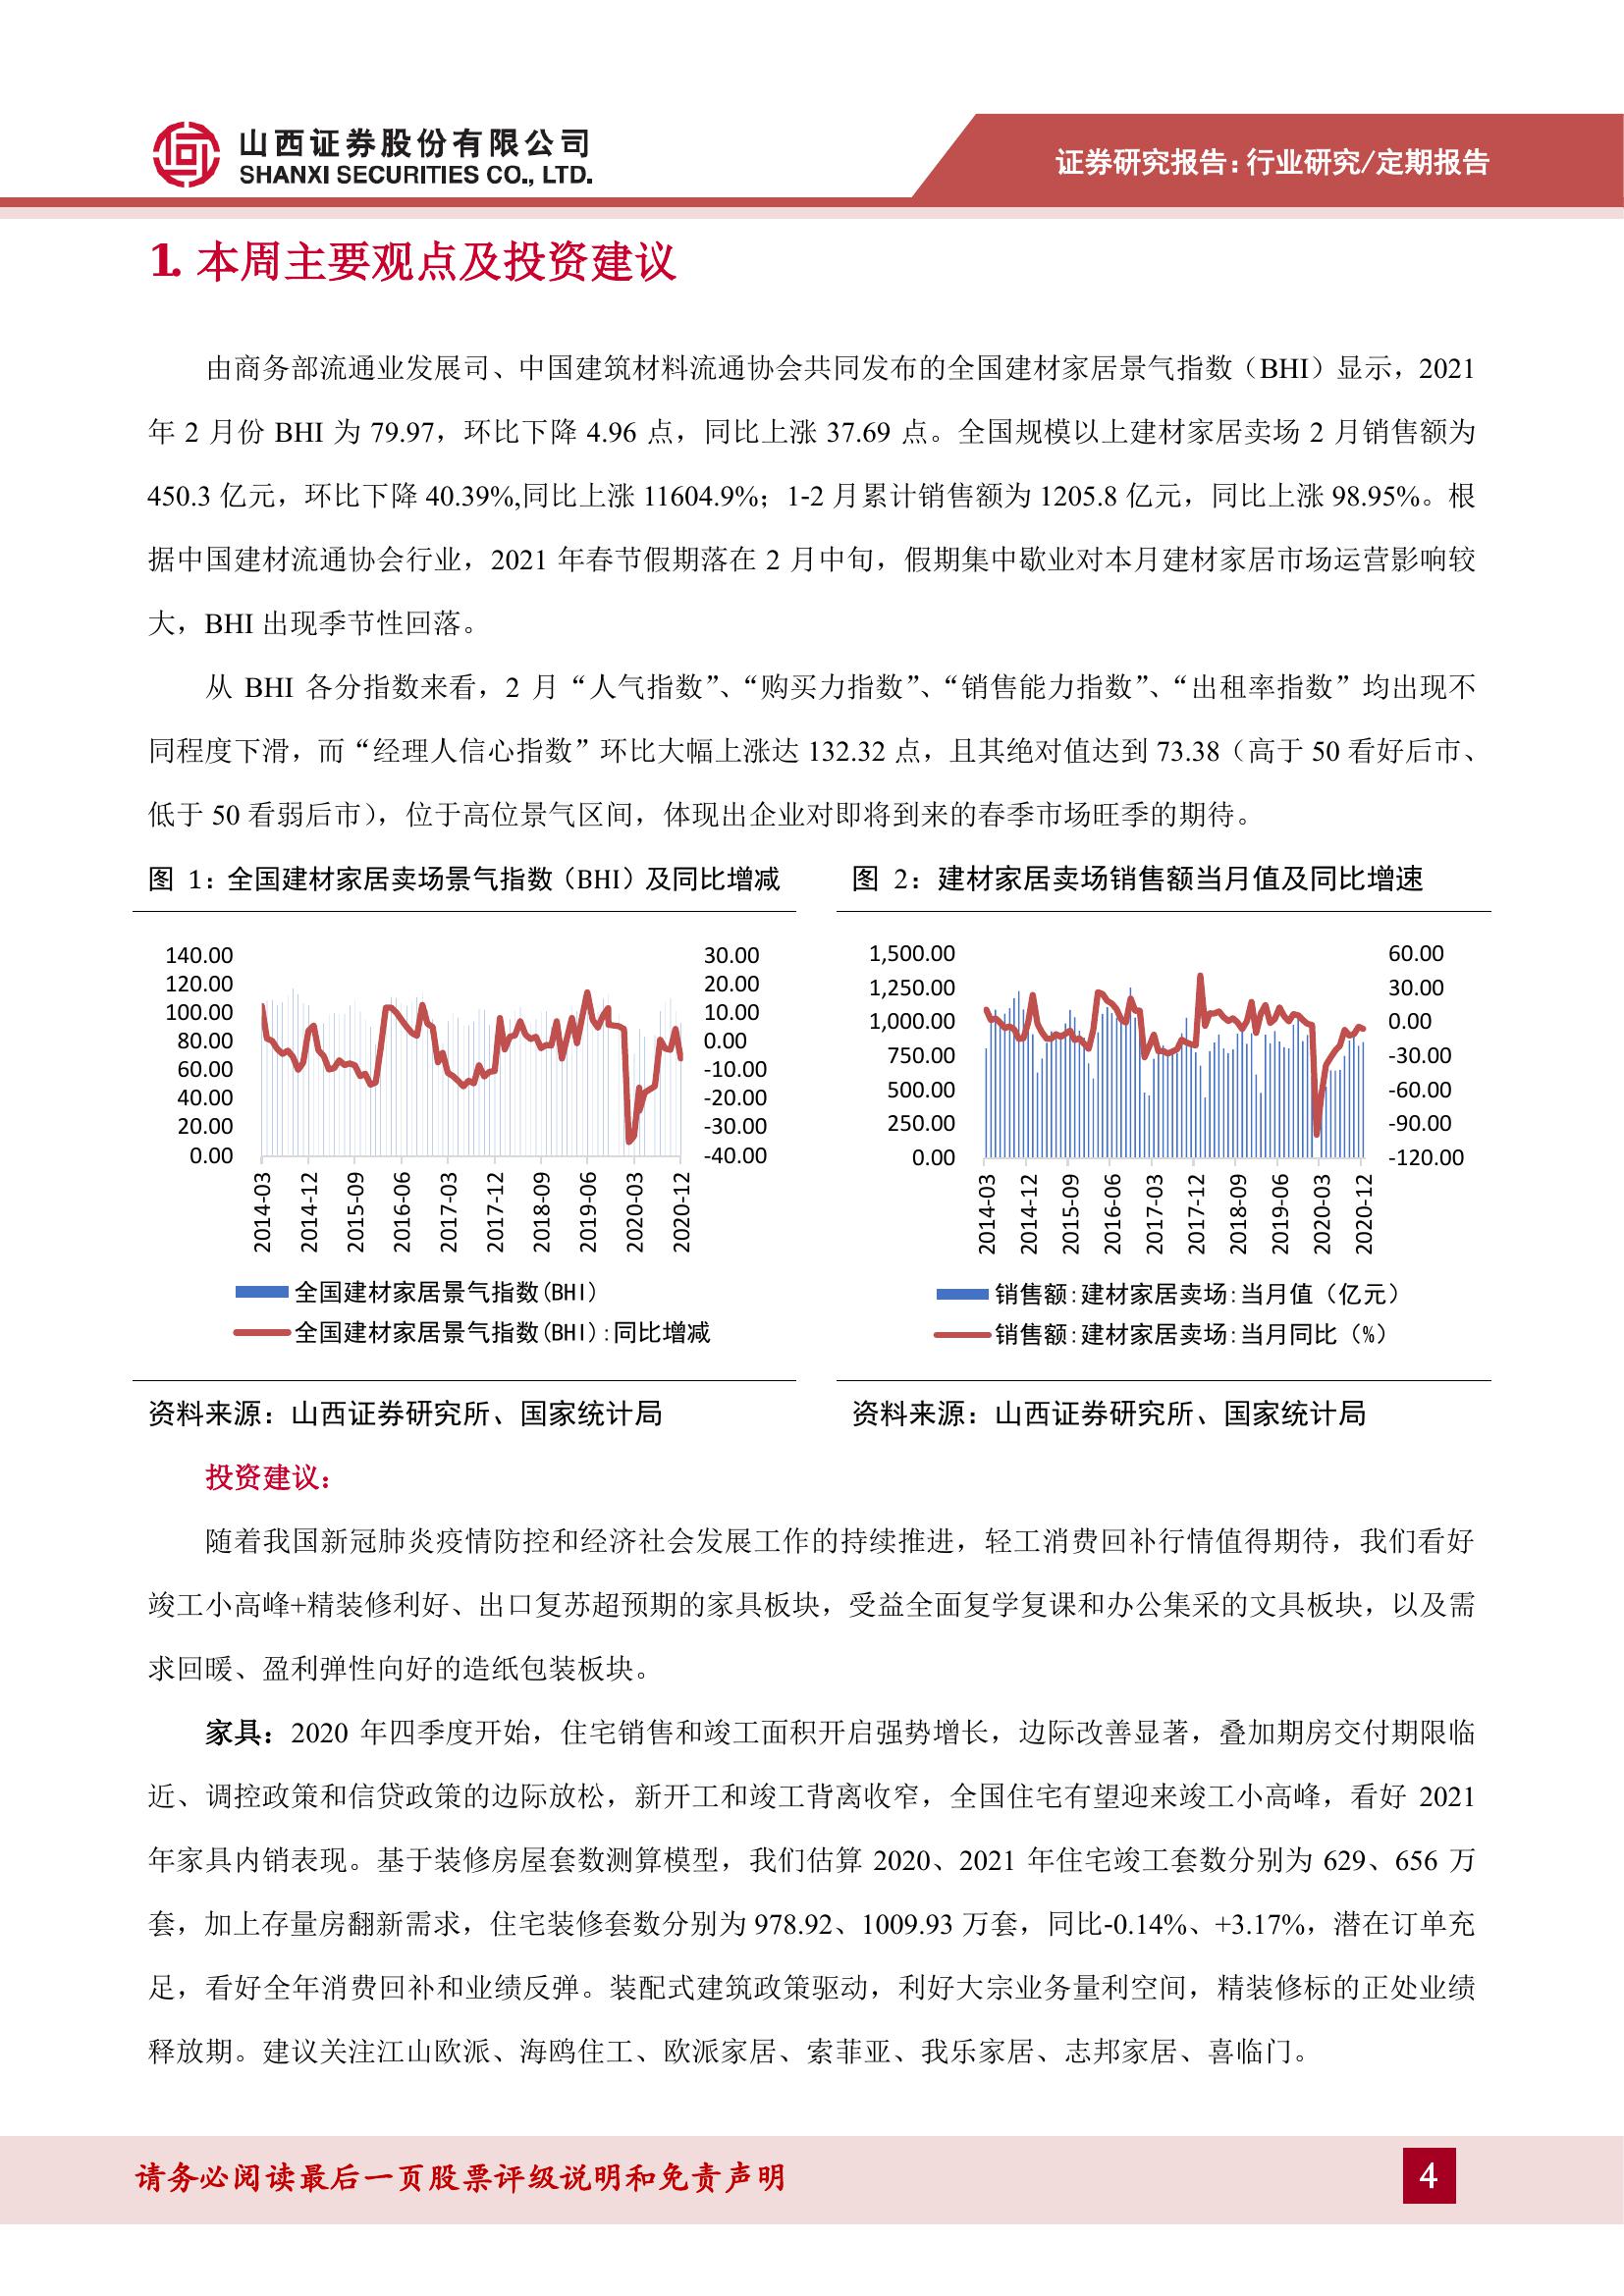 山西证券股份有限公司
SHANXI SECURITIES CO., LTD.
证券研究报告：行业研究/定期报告
1. 本周主要观点及投资建议
由商务部流通业发展司、中国建筑材料流通协会共同发布的全国建材家居景气指数（BHI）显示，2021
年 2 月份 BHI 为 79.97，环比下降 4.96 点，同比上涨 37.69 点。全国规模以上建材家居卖场 2 月销售额为
450.3 亿元，环比下降 40.39%,同比上涨 11604.9%；1-2 月累计销售额为 1205.8 亿元，同比上涨 98.95%。根
据中国建材流通协会行业，2021 年春节假期落在 2 月中旬，假期集中歇业对本月建材家居市场运营影响较
大，BHI 出现季节性回落。
从 BHI 各分指数来看，2 月“人气指数”、“购买力指数”、“销售能力指数”、“出租率指数”均出现不
同程度下滑，而“经理人信心指数”环比大幅上涨达 132.32 点，且其绝对值达到 73.38（高于 50 看好后市、
低于 50 看弱后市），位于高位景气区间，体现出企业对即将到来的春季市场旺季的期待。
图 1：全国建材家居卖场景气指数（BHI）及同比增减
140.00
120.00
100.00
80.00
60.00
40.00
20.00
0.00
30.00
20.00
10.00
0.00
-10.00
-20.00
-30.00
-40.00
2014-03
2014-12
2015-09
2016-06
2017-03
2017-12
2018-09
2019-06
2020-03
2020-12
全国建材家居景气指数(BHI)
全国建材家居景气指数(BHI):同比增减
资料来源：山西证券研究所、国家统计局
图 2：建材家居卖场销售额当月值及同比增速
1,500.00
1,250.00
1,000.00
750.00
500.00
250.00
0.00
60.00
30.00
0.00
-30.00
-60.00
-90.00
-120.00
2014-03
2014-12
2015-09
2016-06
2017-03
2017-12
2018-09
2019-06
2020-03
2020-12
销售额:建材家居卖场:当月值（亿元）
销售额:建材家居卖场:当月同比（%）
资料来源：山西证券研究所、国家统计局
投资建议：
随着我国新冠肺炎疫情防控和经济社会发展工作的持续推进，轻工消费回补行情值得期待，我们看好
竣工小高峰+精装修利好、出口复苏超预期的家具板块，受益全面复学复课和办公集采的文具板块，以及需
求回暖、盈利弹性向好的造纸包装板块。
家具：2020 年四季度开始，住宅销售和竣工面积开启强势增长，边际改善显著，叠加期房交付期限临
近、调控政策和信贷政策的边际放松，新开工和竣工背离收窄，全国住宅有望迎来竣工小高峰，看好 2021
年家具内销表现。基于装修房屋套数测算模型，我们估算 2020、2021 年住宅竣工套数分别为 629、656 万
套，加上存量房翻新需求，住宅装修套数分别为 978.92、1009.93 万套，同比-0.14%、+3.17%，潜在订单充
足，看好全年消费回补和业绩反弹。装配式建筑政策驱动，利好大宗业务量利空间，精装修标的正处业绩
释放期。建议关注江山欧派、海鸥住工、欧派家居、索菲亚、我乐家居、志邦家居、喜临门。
请务必阅读最后一页股票评级说明和免责声明
4